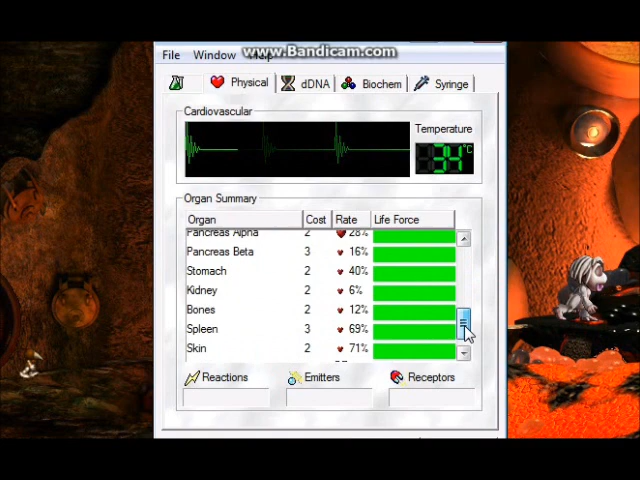 www.Bandicam.com
File Window Help
Physical dDNA Biochem Syringe
Cardiovascular
Temperature
34°C
Organ Summary
Organ Cost Rate Life Force
Pancreas Alpha 2 28%
Pancreas Beta 3 16%
Stomach 2 40%
Kidney 2 6%
Bones 2 12%
Spleen 3 69%
Skin 2 71%
Reactions Emitters Receptors